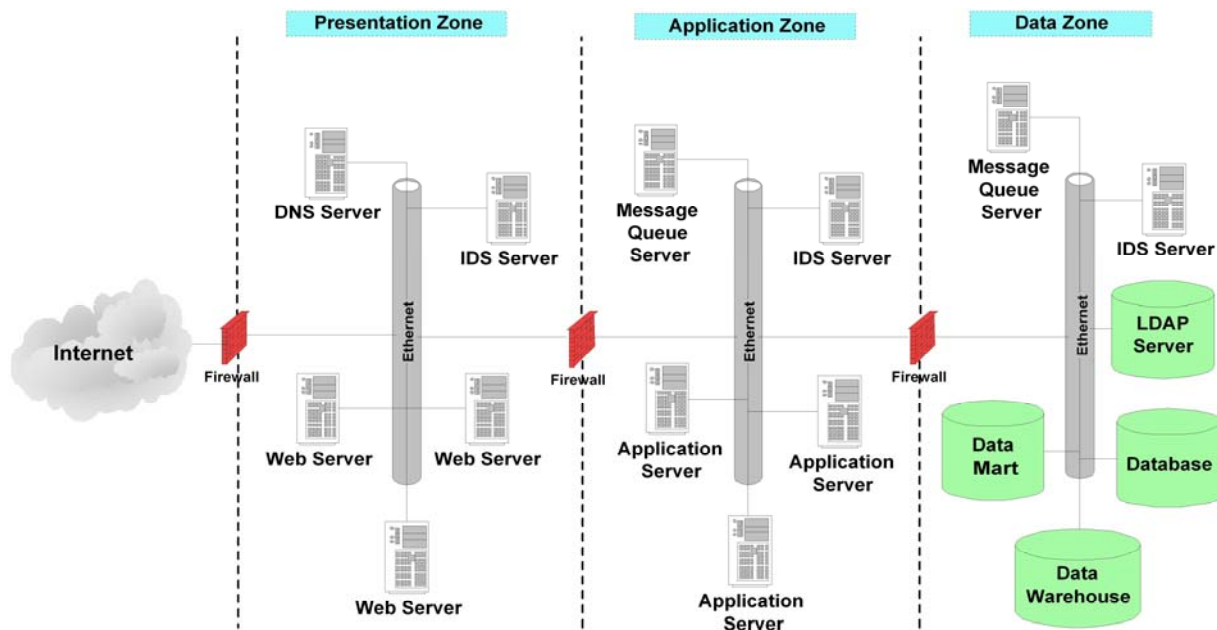 Presentation Zone
Application Zone
Data Zone
DNS Server
IDS Server
Message
Queue
Server
IDS Server
Message
Queue
Server
IDS Server
Internet
Firewall
Ethernet
Firewall
Ethernet
Firewall
Ethernet
LDAP
Server
Web Server
Web Server
Web Server
Application
Server
Application
Server
Application
Server
Data
Mart
Database
Data
Warehouse